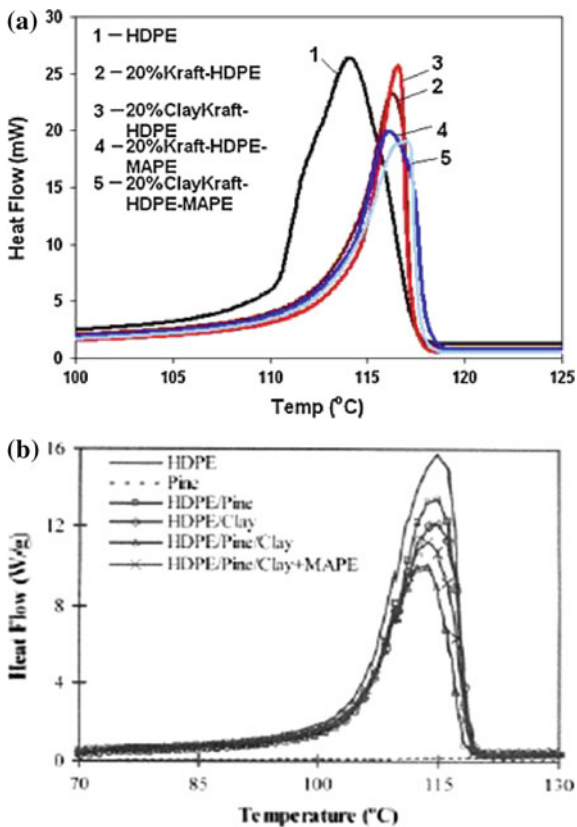 (a)
30
25
20
15
10
5
0
Heat Flow (mW)
1 – HDPE
2 – 20%Kraft-HDPE
3 – 20%ClayKraft-
HDPE
4 – 20%Kraft-HDPE-
MAPE
5 – 20%ClayKraft-
HDPE-MAPE
1
3
2
4
5
100
105
110
115
120
125
Temp (°C)
(b)
16
12
8
4
0
Heat Flow (W/g)
HDPE
Pine
HDPE/Pine
HDPE/Clay
HDPE/Pine/Clay
HDPE/Pine/Clay+MAPE
70
85
100
115
130
Temperature (°C)